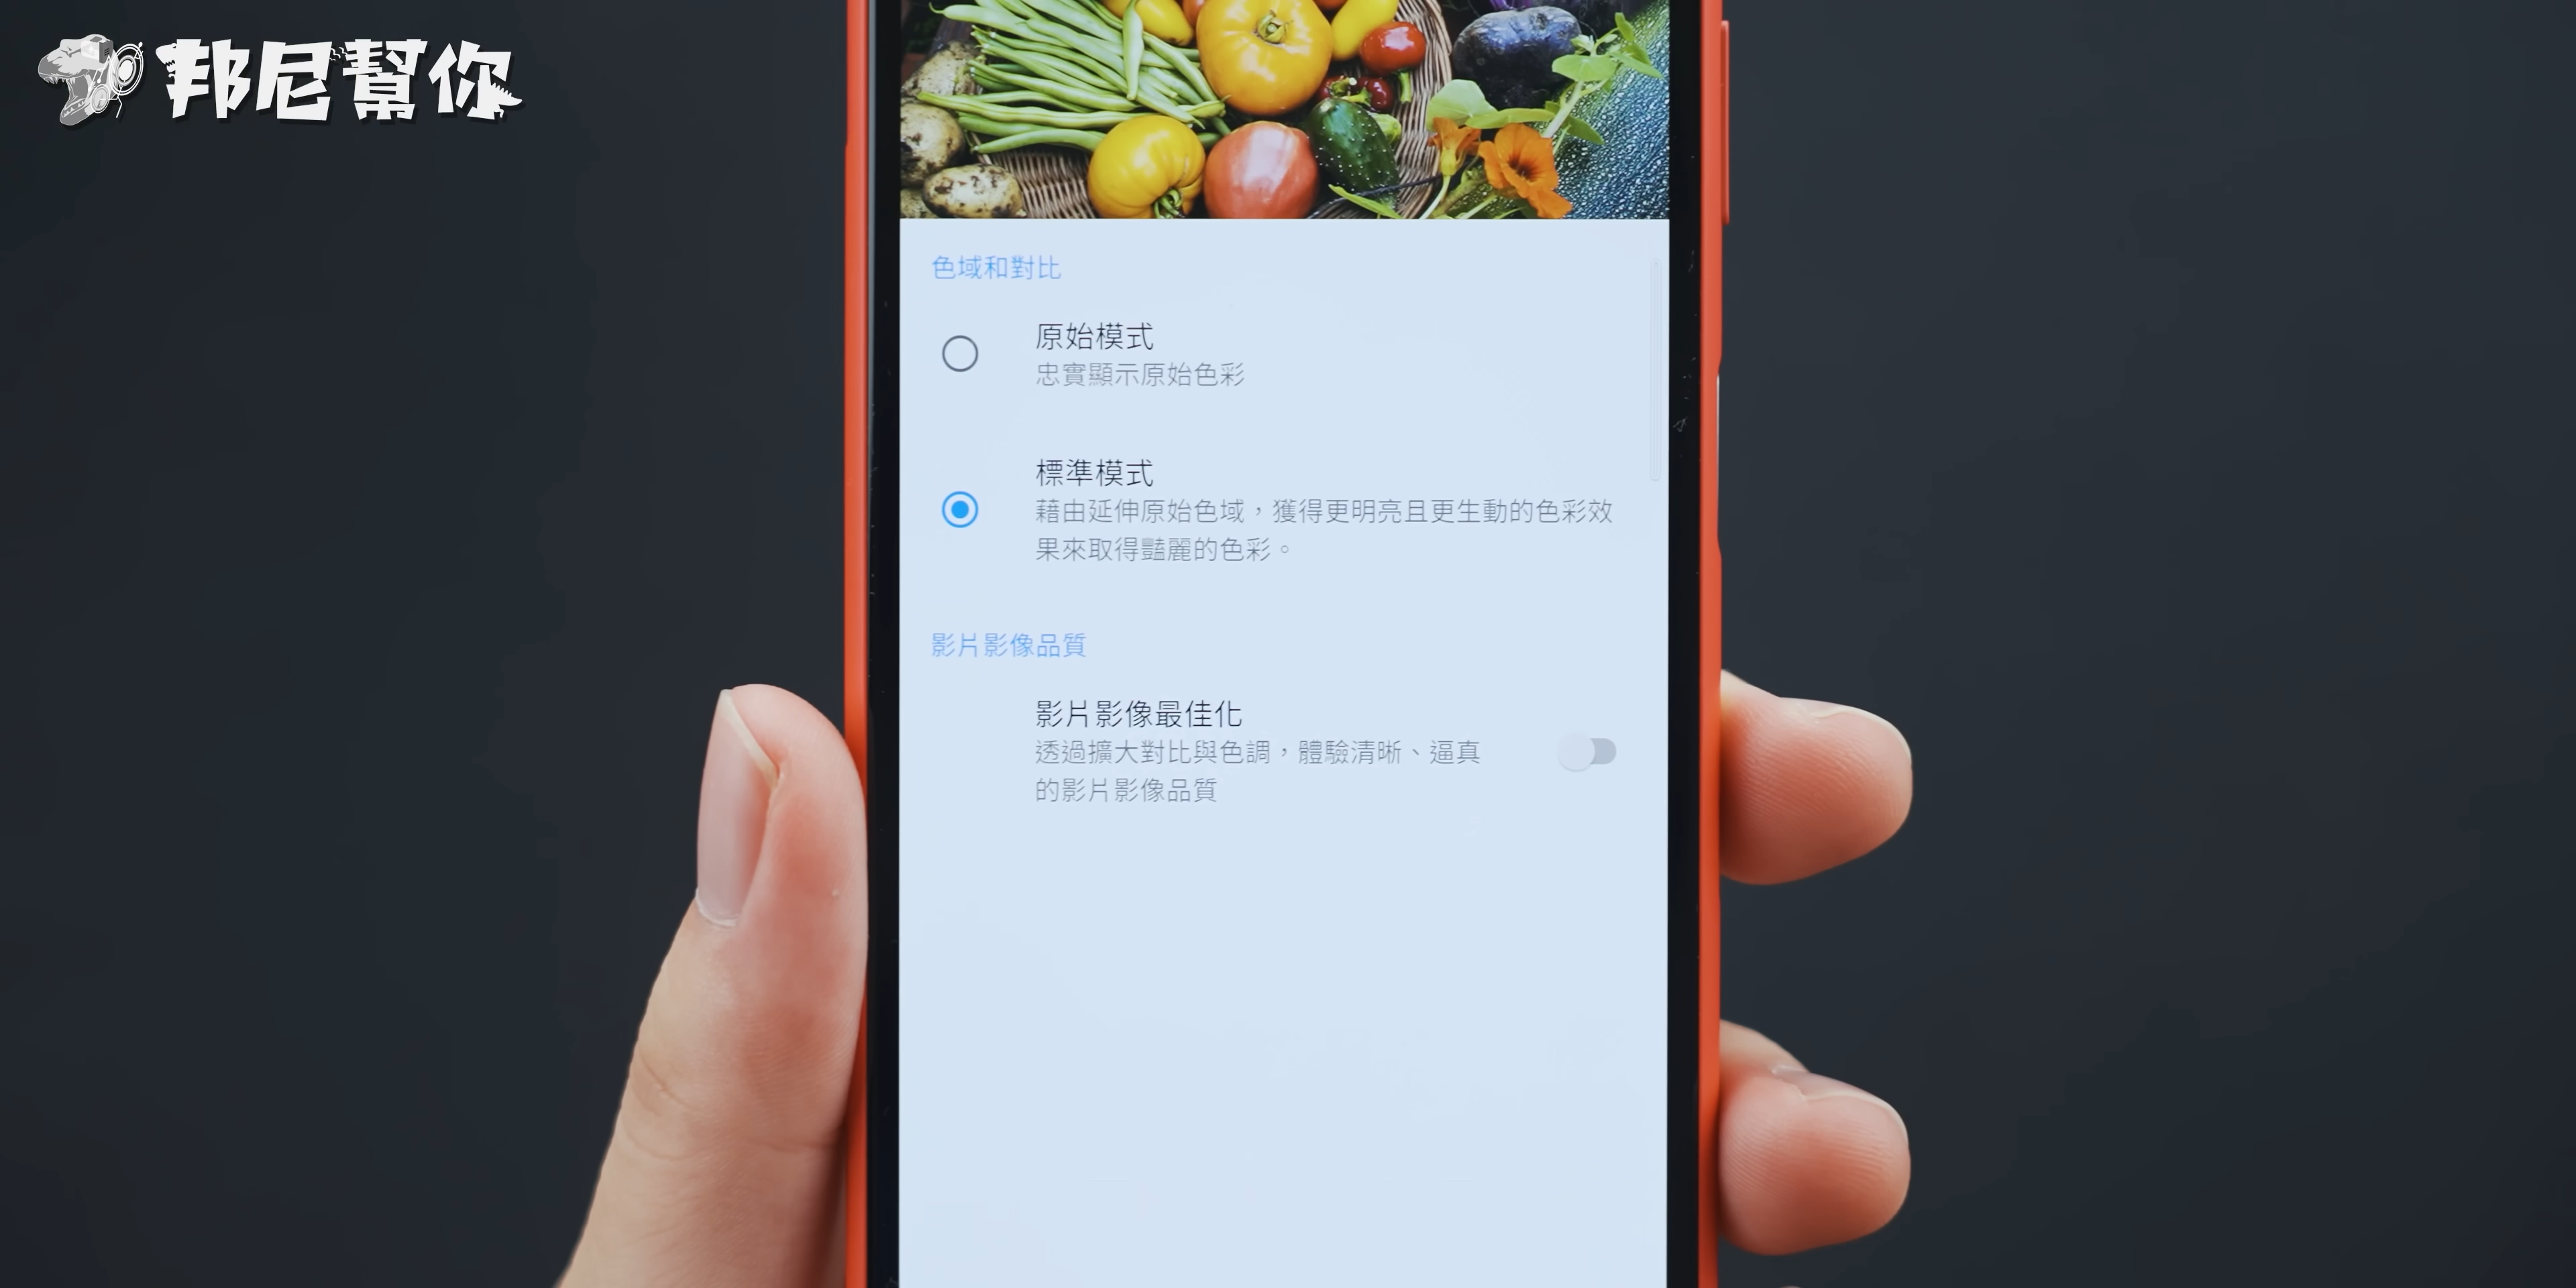 邦尼幫你
色域和對比
原始模式
忠實顯示原始色彩
標準模式
藉由延伸原始色域，獲得更明亮且更生動的色彩效
果來取得豔麗的色彩。
影片影像品質
影片影像最佳化
透過擴大對比與色調，體驗清晰、逼真
的影片影像品質